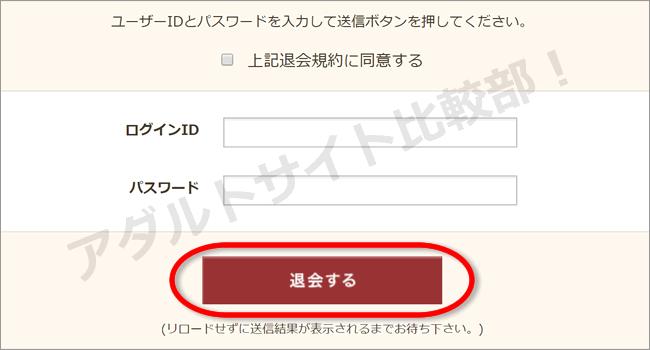 ユーザーIDとパスワードを入力して送信ボタンを押してください。
上記退会規約に同意する
ログインID
パスワード
アダルトサイト比較部！
退会する
(リロードせずに送信結果が表示されるまでお待ち下さい。)